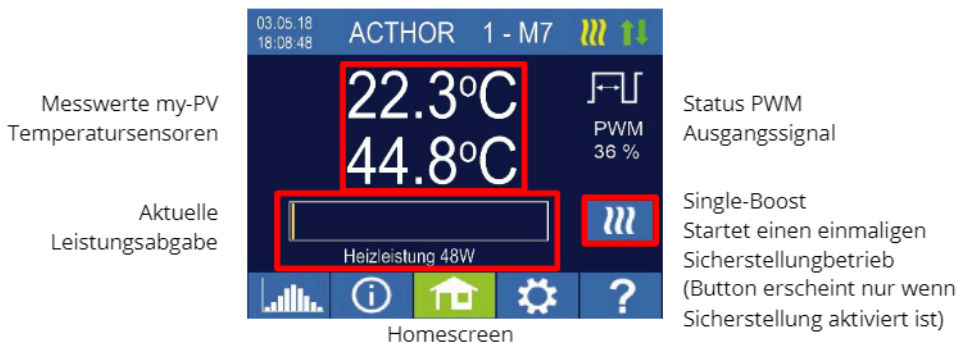 03.05.18
18:08:48
ACTHOR 1 - M7
Messwerte my-PV
Temperatursensoren
22.3ºC
44.8ºC
PWM
36 %
Status PWM
Ausgangssignal
Aktuelle
Leistungsabgabe
Heizleistung 48W
Single-Boost
Startet einen einmaligen
Sicherstellungbetrieb
(Button erscheint nur wenn
Sicherstellung aktiviert ist)
?
Homescreen